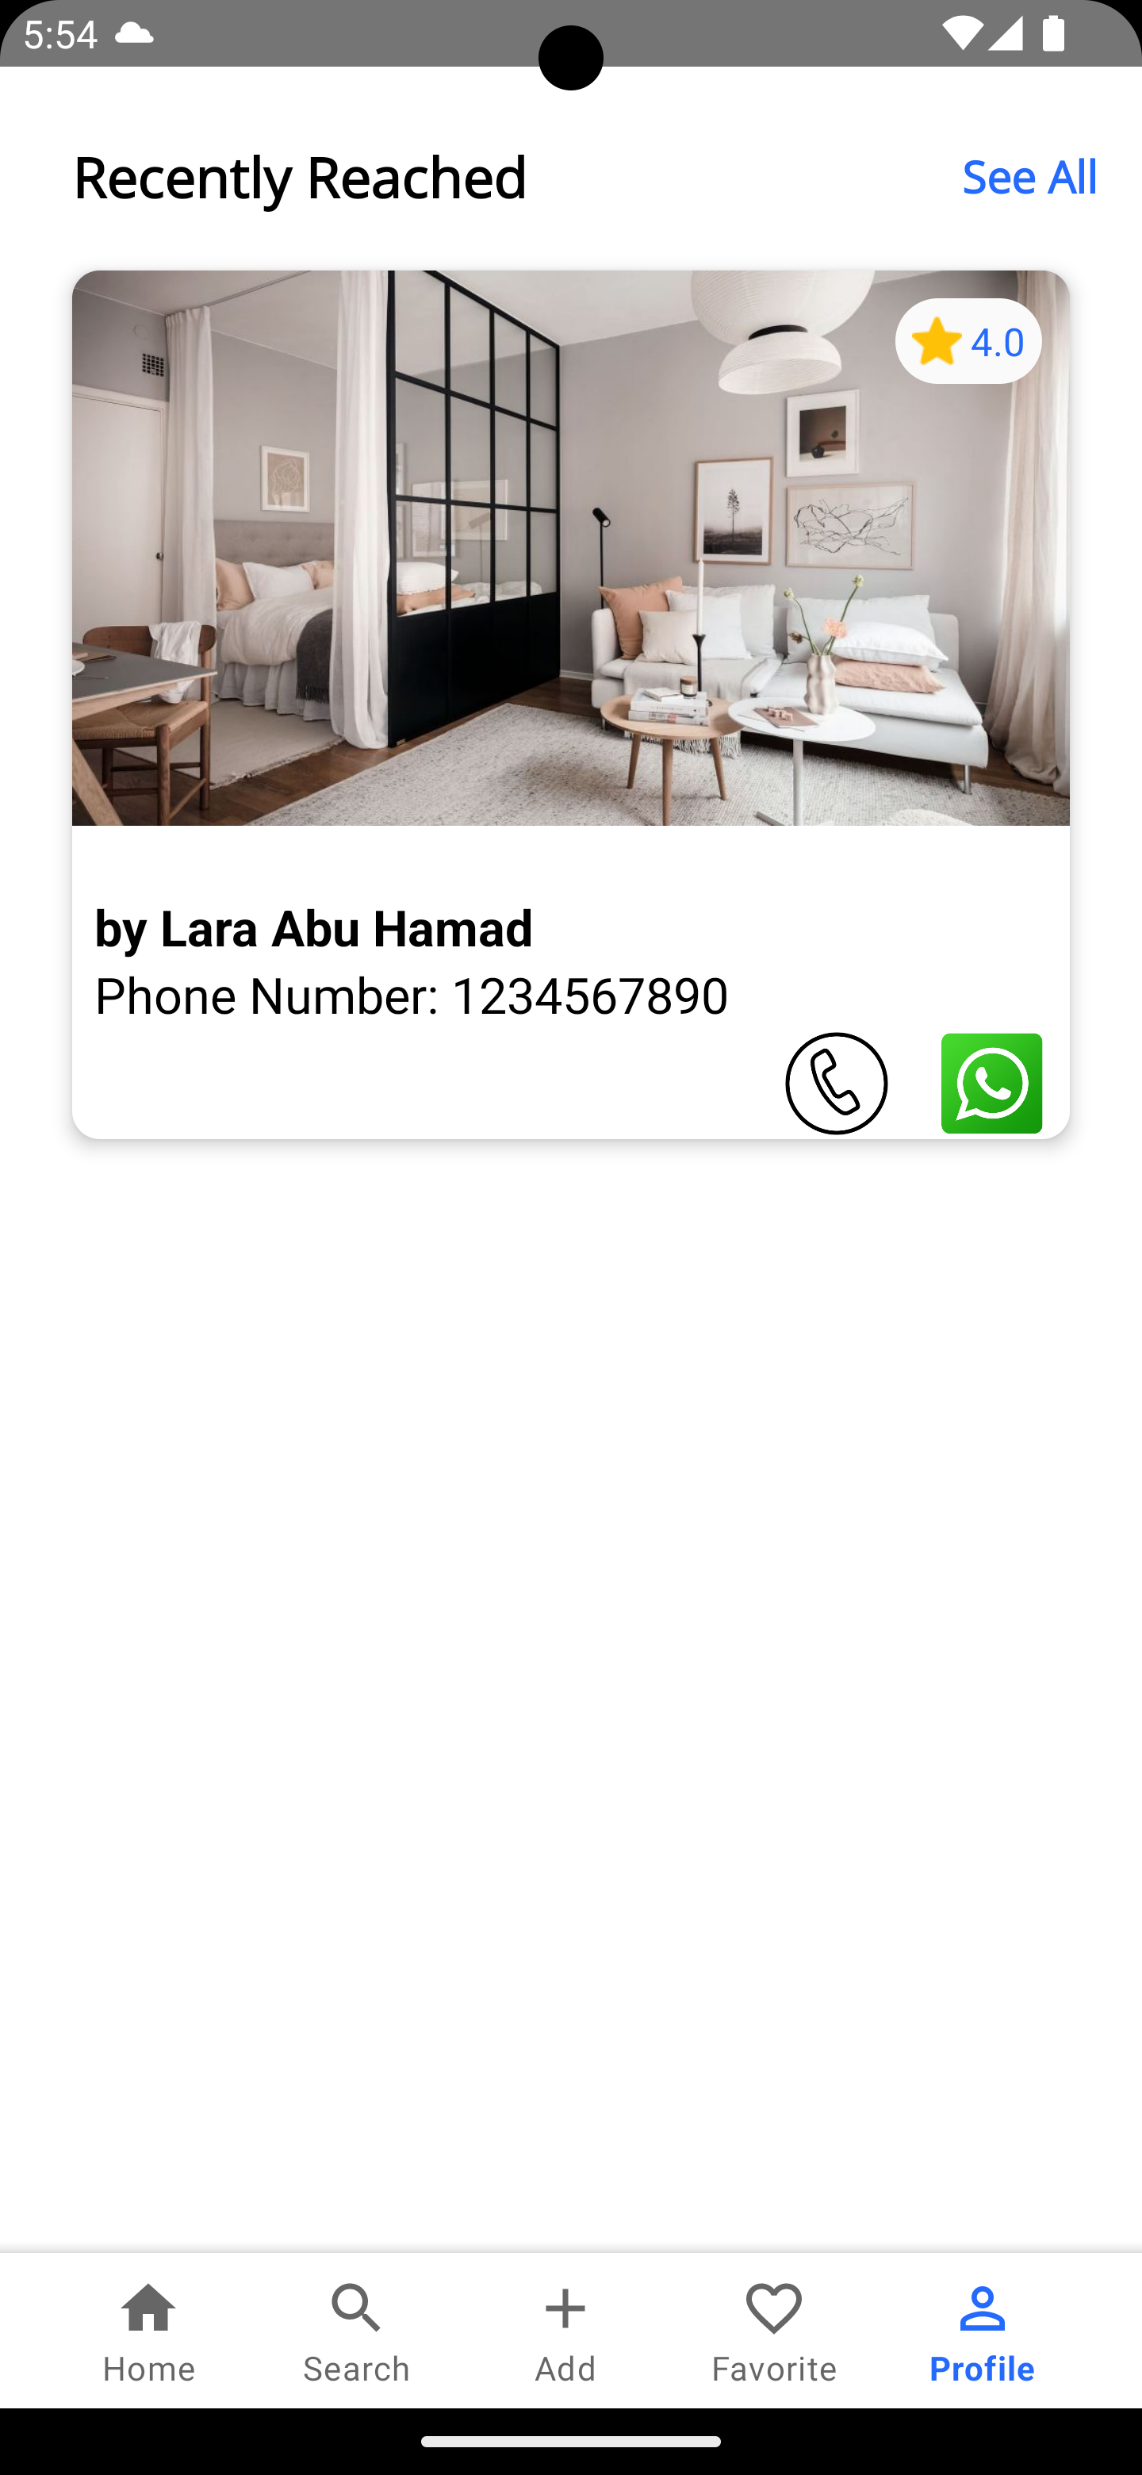 5:54
Recently Reached
See All
4.0
by Lara Abu Hamad
Phone Number: 1234567890
Home
Search
Add
Favorite
Profile